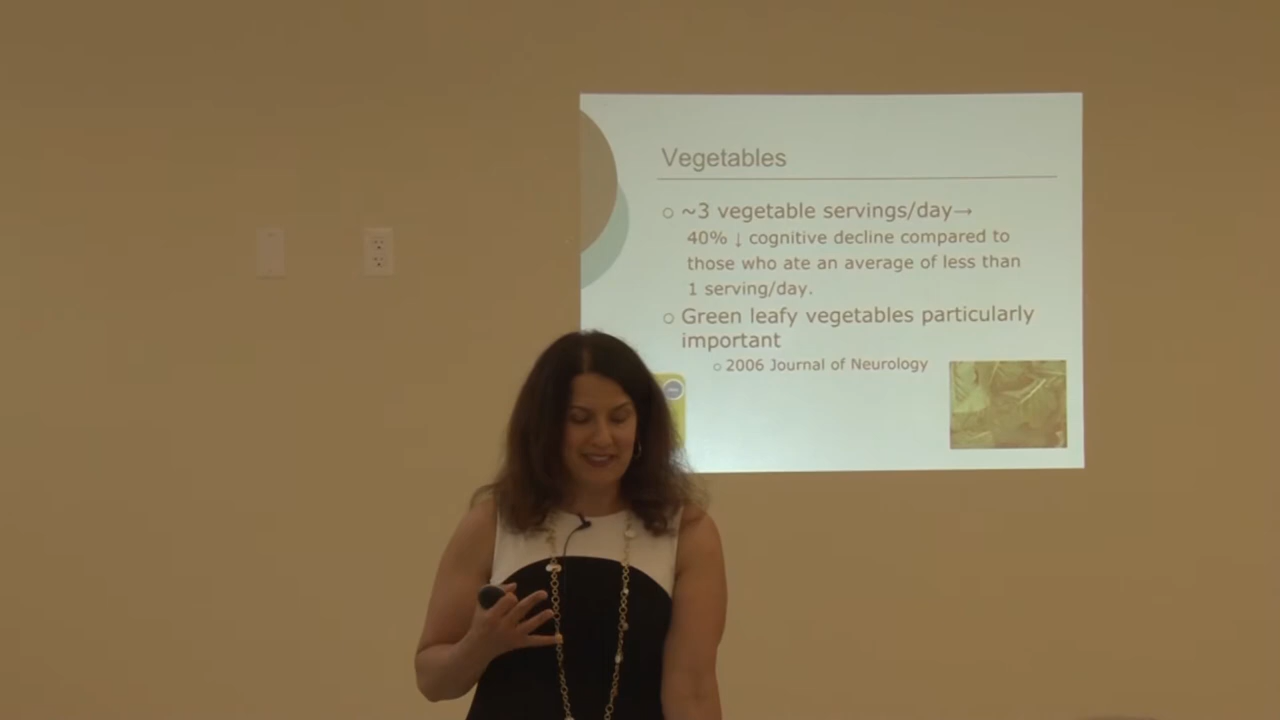 Vegetables
~3 vegetable servings/day→
40% ↓ cognitive decline compared to
those who ate an average of less than
1 serving/day.
Green leafy vegetables particularly
important
2006 Journal of Neurology